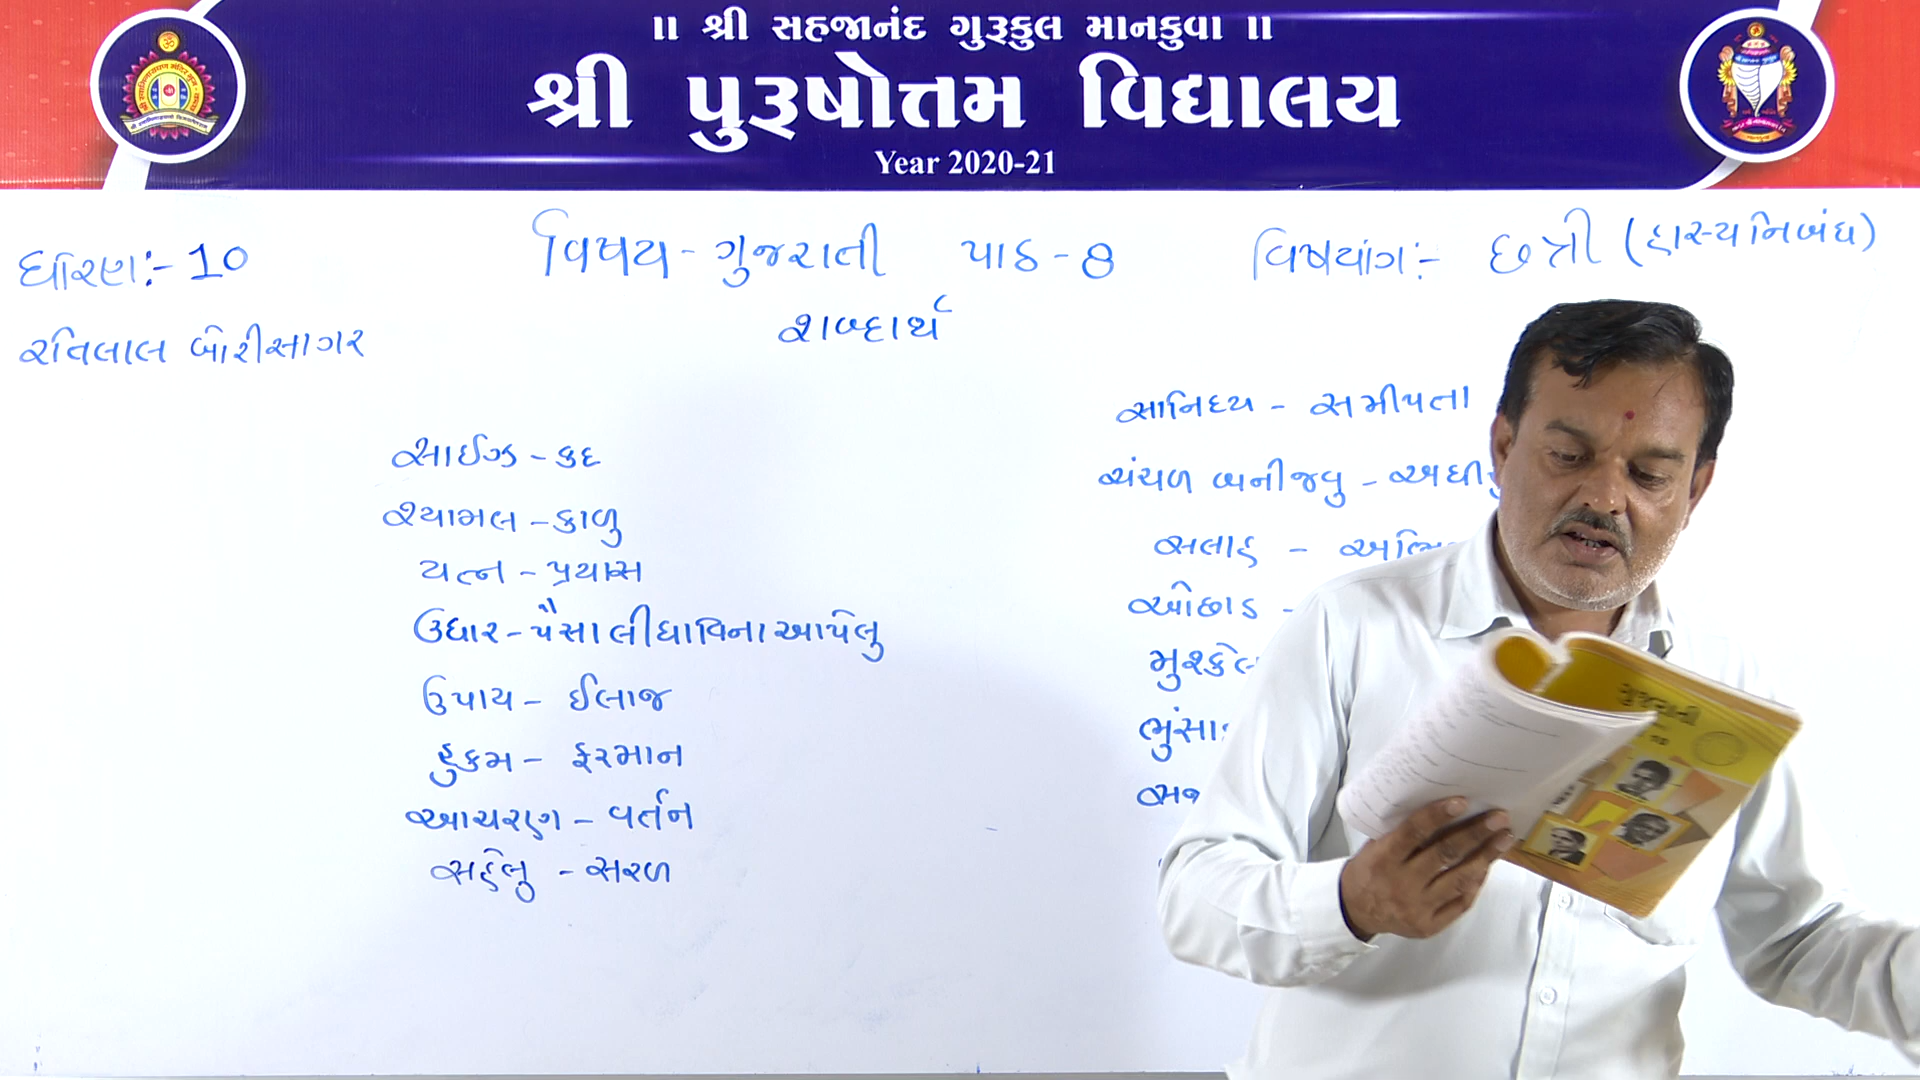 ॥ શ્રી સહજાનંદ ગુરૂકુલ માનકુવા ॥
શ્રી પુરૂષોત્તમ વિદ્યાલય
Year 2020-21
ધોરણ:- 10
વિષય - ગુજરાતી પાઠ - 8
વિષયાંગ:- છત્રી (હાસ્યનિબંધ)
રતિલાલ બોરીસાગર
શબ્દાર્થ
સાઈઝ - કદ
શ્યામલ - કાળુ
યત્ન - પ્રયાસ
ઉધાર - પૈસા લીધા વિના આપેલુ
ઉપાય - ઈલાજ
હુકમ - ફરમાન
આચરણ - વર્તન
સહેલુ - સરળ
સાનિધ્ય - સમીપતા
ચંચળ બની જવુ -
સલાહ -
ઓછાડ -
ગુજરાતી